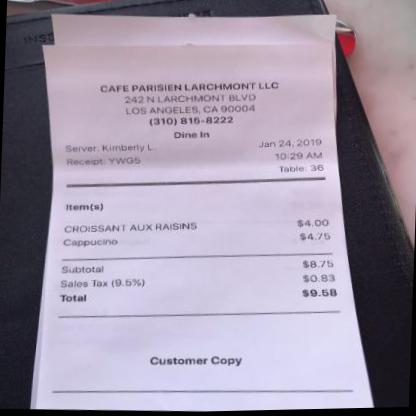 CAFE PARISIEN LARCHMONT LLC
242 N LARCHMONT BLVD
LOS ANGELES, CA 90004
(310) 815-8222
Dine In
Server: Kimberly L. Jan 24, 2019
Receipt: YWG5 10:29 AM
Table: 36
Item(s)
CROISSANT AUX RAISINS $4.00
Cappucino $4.75
Subtotal $8.75
Sales Tax (9.5%) $0.83
Total $9.58
Customer Copy